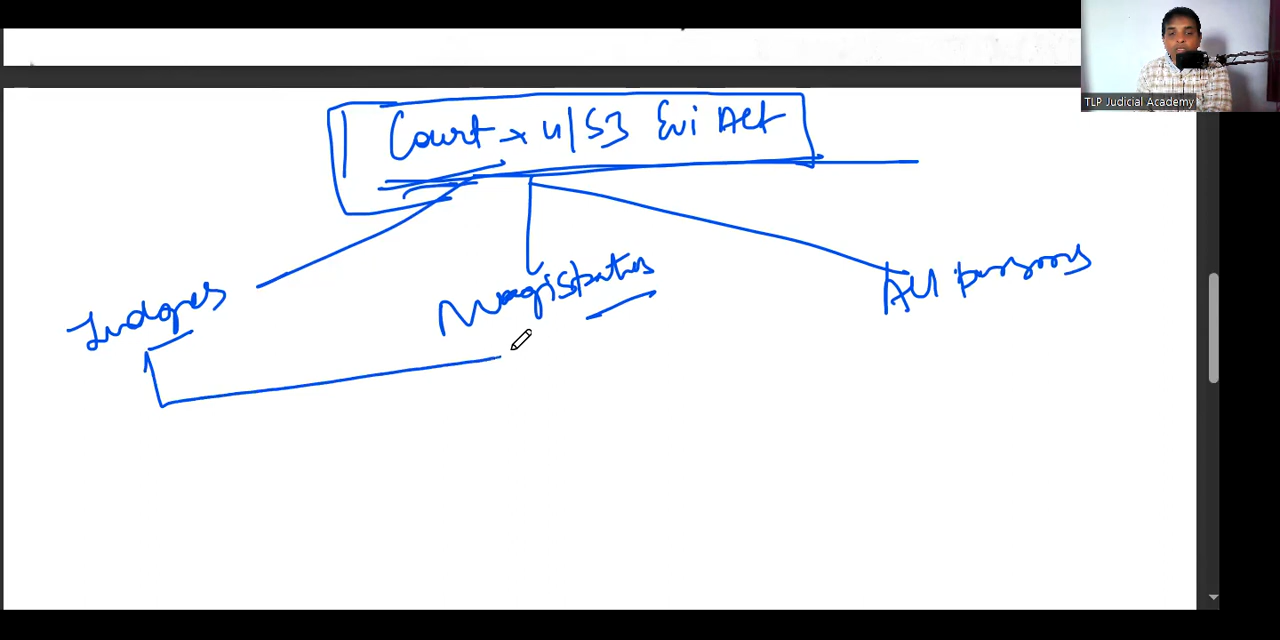 TLP Judicial Academy
Court → u/S3 Evi Act
Judges
Magistrates
All persons